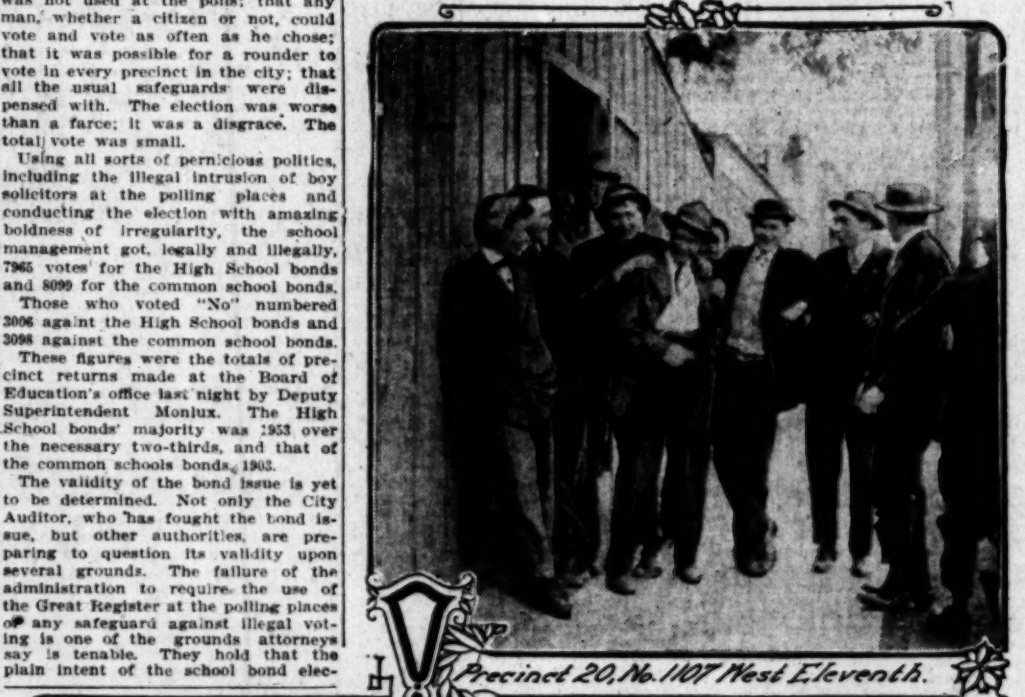 was not used at the polls; that any
man, whether a citizen or not, could
vote and vote as often as he chose;
that it was possible for a rounder to
vote in every precinct in the city; that
all the usual safeguards were dis-
pensed with. The election was worse
than a farce; it was a disgrace. The
total vote was small.
Using all sorts of pernicious politics,
including the illegal intrusion of boy
solicitors at the polling places and
conducting the election with amazing
boldness of irregularity, the school
management got, legally and illegally,
7965 votes for the High School bonds
and 8099 for the common school bonds.
Those who voted "No" numbered
3006 againt the High School bonds and
3098 against the common school bonds.
These figures were the totals of pre-
cinct returns made at the Board of
Education's office last night by Deputy
Superintendent Monlux. The High
School bonds' majority was 1953 over
the necessary two-thirds, and that of
the common schools bonds, 1903.
The validity of the bond issue is yet
to be determined. Not only the City
Auditor, who has fought the bond is-
sue, but other authorities, are pre-
paring to question its validity upon
several grounds. The failure of the
administration to require the use of
the Great Register at the polling places
or any safeguard against illegal vot-
ing is one of the grounds attorneys
say is tenable. They hold that the
plain intent of the school bond elec-
Precinct 20, No. 1107 West Eleventh.